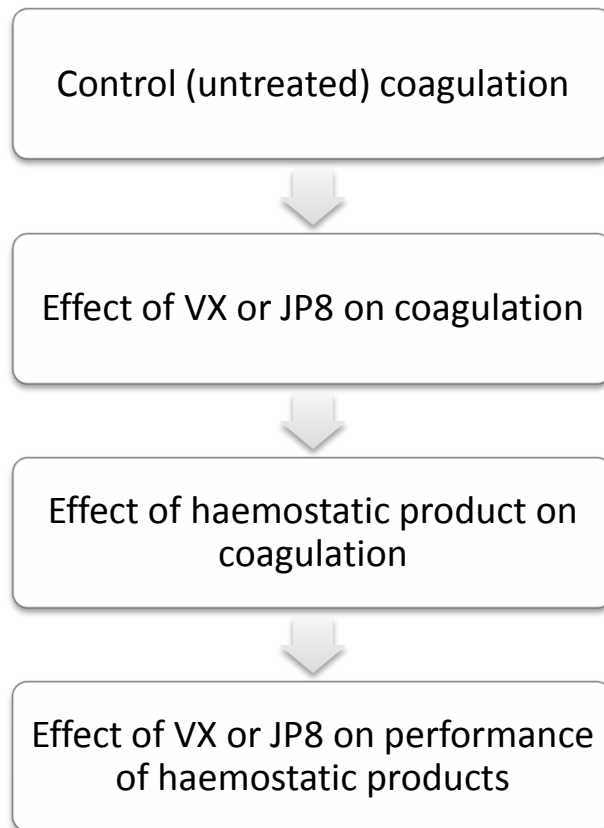 Control (untreated) coagulation
Effect of VX or JP8 on coagulation
Effect of haemostatic product on
coagulation
Effect of VX or JP8 on performance
of haemostatic products